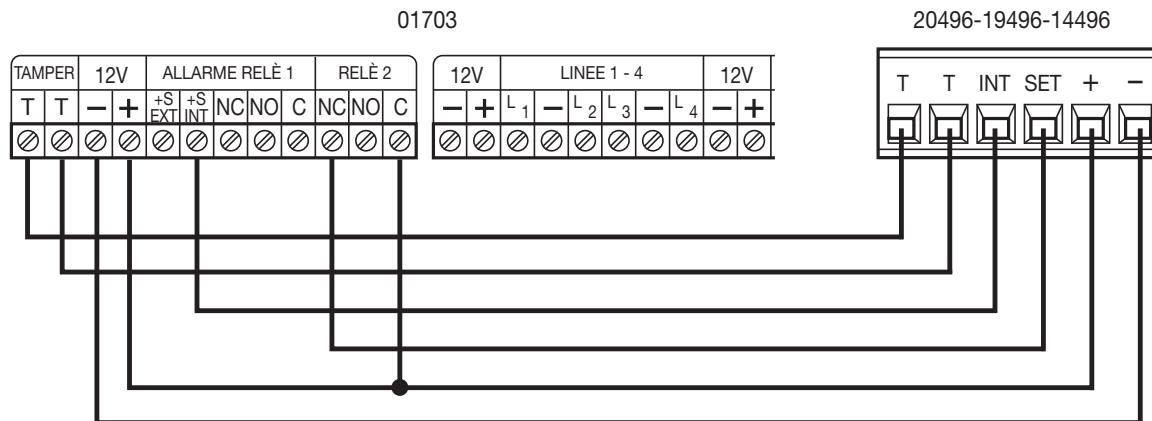 01703
20496-19496-14496
TAMPER 12V ALLARME RELÈ 1 RELÈ 2
T T − + +S EXT +S INT NC NO C NC NO C
12V LINEE 1 - 4 12V
− + L 1 − L 2 L 3 − L 4 − +
T T INT SET + −